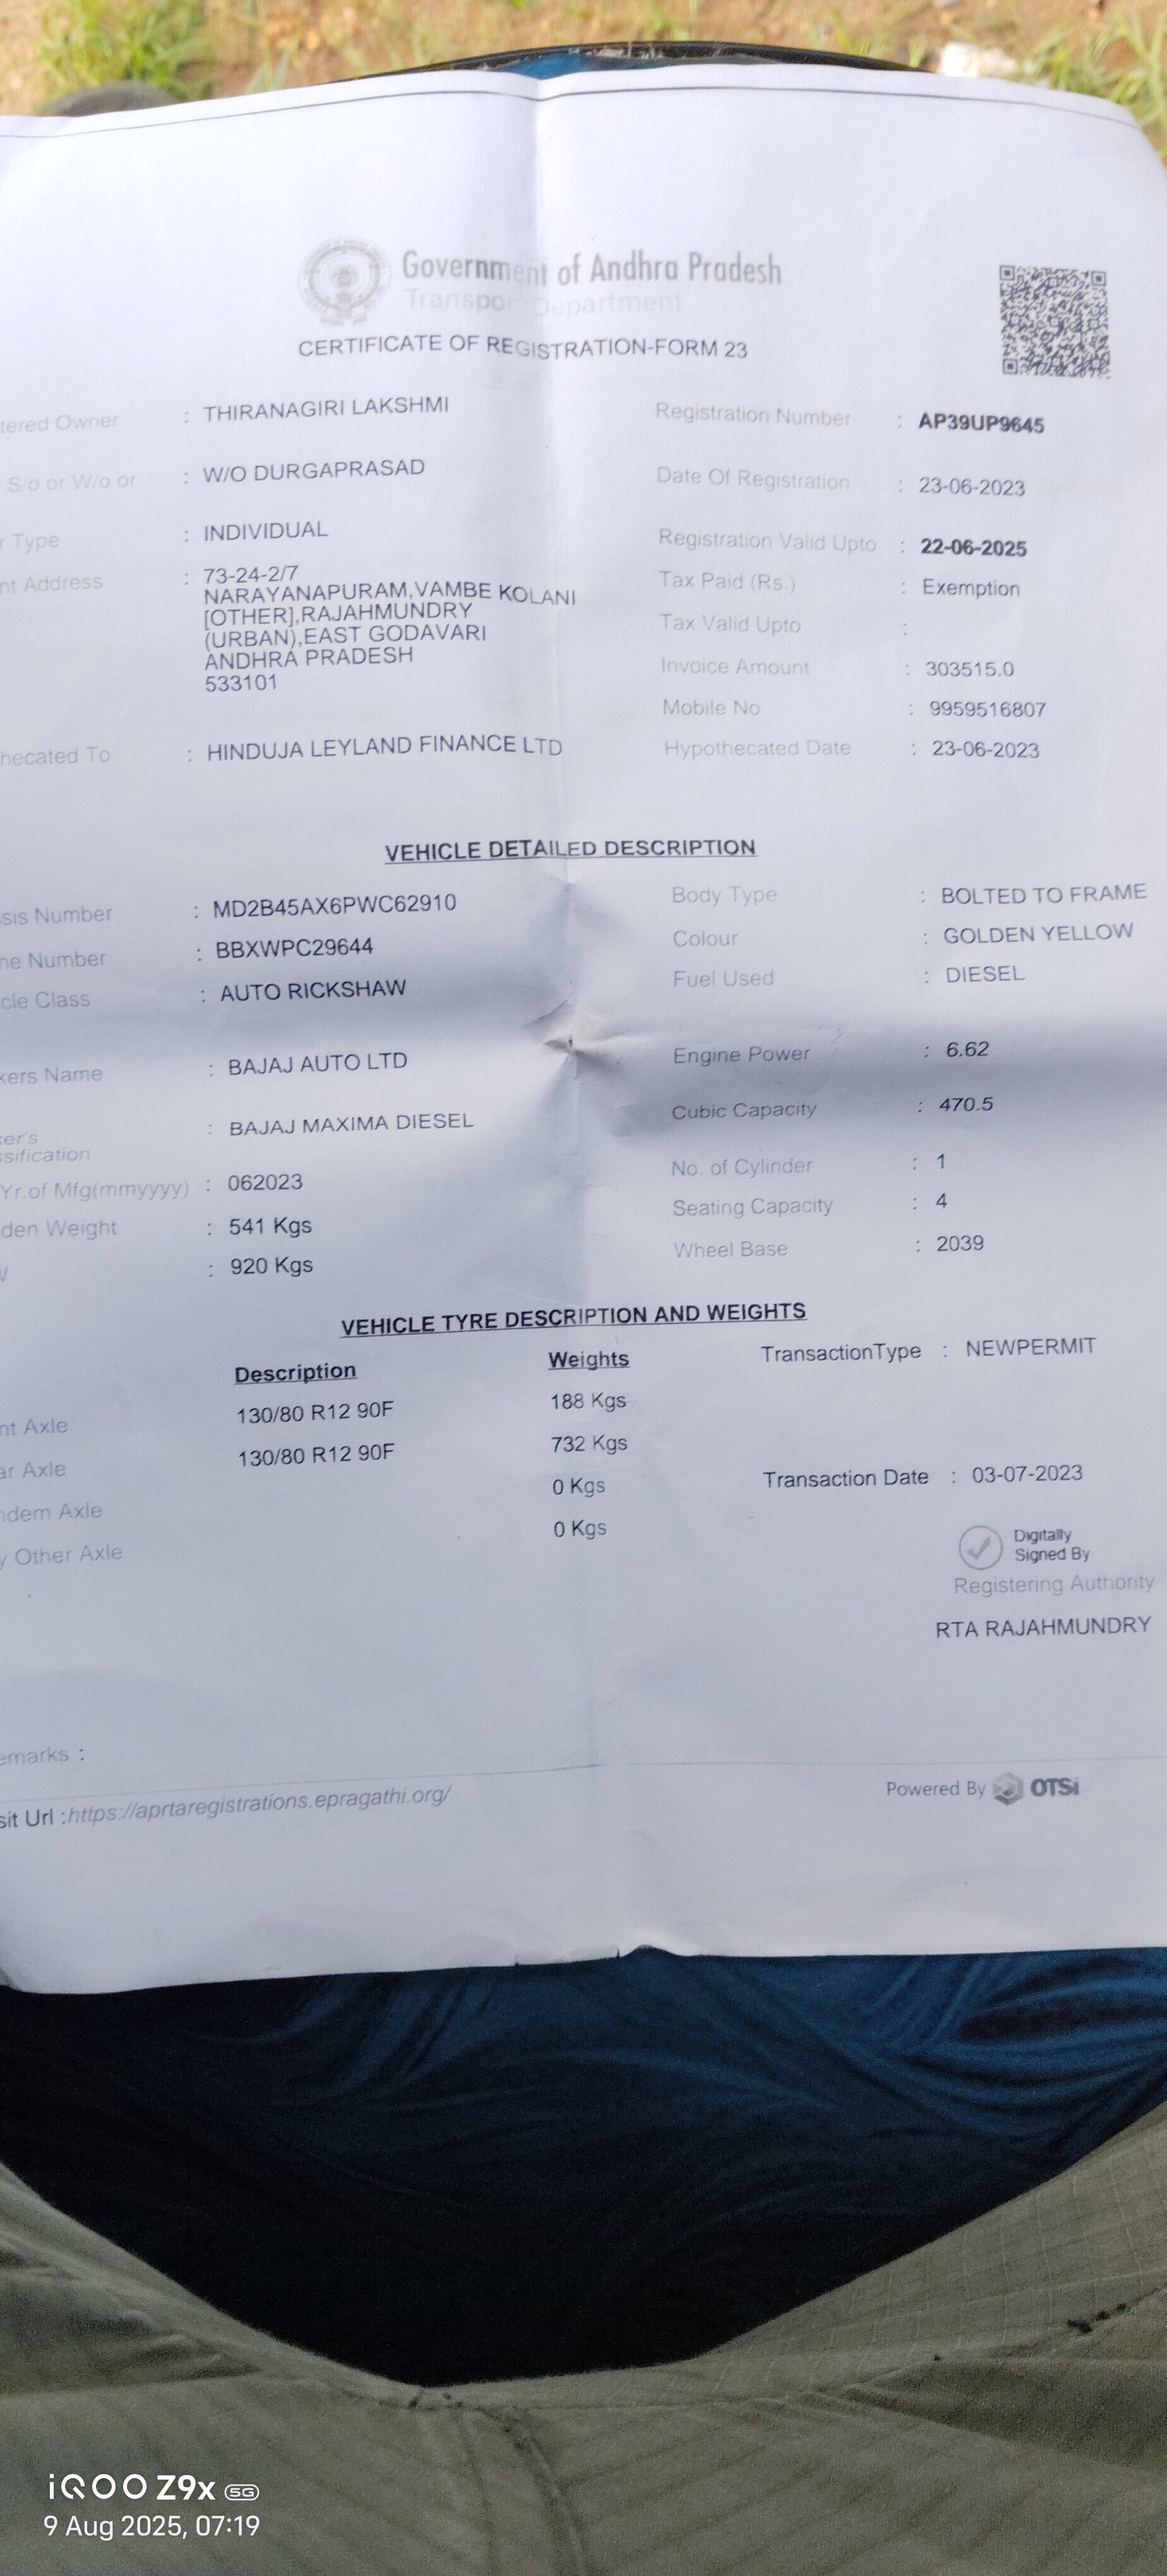 Government of Andhra Pradesh
Transport Department
CERTIFICATE OF REGISTRATION-FORM 23
tered Owner : THIRANAGIRI LAKSHMI
Registration Number : AP39UP9645
S/o or W/o or : W/O DURGAPRASAD
Date Of Registration : 23-06-2023
r Type : INDIVIDUAL
Registration Valid Upto : 22-06-2025
nt Address : 73-24-2/7
NARAYANAPURAM,VAMBE KOLANI
[OTHER],RAJAHMUNDRY
(URBAN),EAST GODAVARI
ANDHRA PRADESH
533101
Tax Paid (Rs.) : Exemption
Tax Valid Upto :
Invoice Amount : 303515.0
Mobile No : 9959516807
hecated To : HINDUJA LEYLAND FINANCE LTD
Hypothecated Date : 23-06-2023
VEHICLE DETAILED DESCRIPTION
sis Number : MD2B45AX6PWC62910
Body Type : BOLTED TO FRAME
ne Number : BBXWPC29644
Colour : GOLDEN YELLOW
cle Class : AUTO RICKSHAW
Fuel Used : DIESEL
kers Name : BAJAJ AUTO LTD
Engine Power : 6.62
ker's
ssification : BAJAJ MAXIMA DIESEL
Cubic Capacity : 470.5
Yr.of Mfg(mmyyyy) : 062023
No. of Cylinder : 1
den Weight : 541 Kgs
Seating Capacity : 4
: 920 Kgs
Wheel Base : 2039
VEHICLE TYRE DESCRIPTION AND WEIGHTS
Description Weights
TransactionType : NEWPERMIT
nt Axle 130/80 R12 90F 188 Kgs
ar Axle 130/80 R12 90F 732 Kgs
ndem Axle 0 Kgs
Transaction Date : 03-07-2023
y Other Axle 0 Kgs
Digitally
Signed By
Registering Authority
RTA RAJAHMUNDRY
emarks :
sit Url :https://aprtaregistrations.epragathi.org/
Powered By OTSi
iQOO Z9x 5G
9 Aug 2025, 07:19